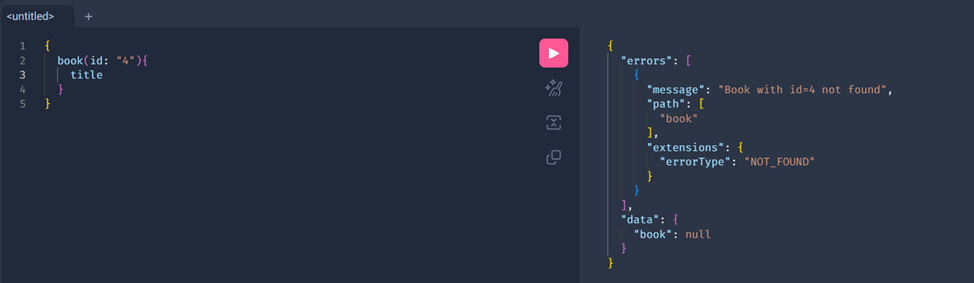 <untitled> +
1 {
2 book(id: "4"){
3 title
4 }
5 }
{
"errors": [
{
"message": "Book with id=4 not found",
"path": [
"book"
],
"extensions": {
"errorType": "NOT_FOUND"
}
}
],
"data": {
"book": null
}
}